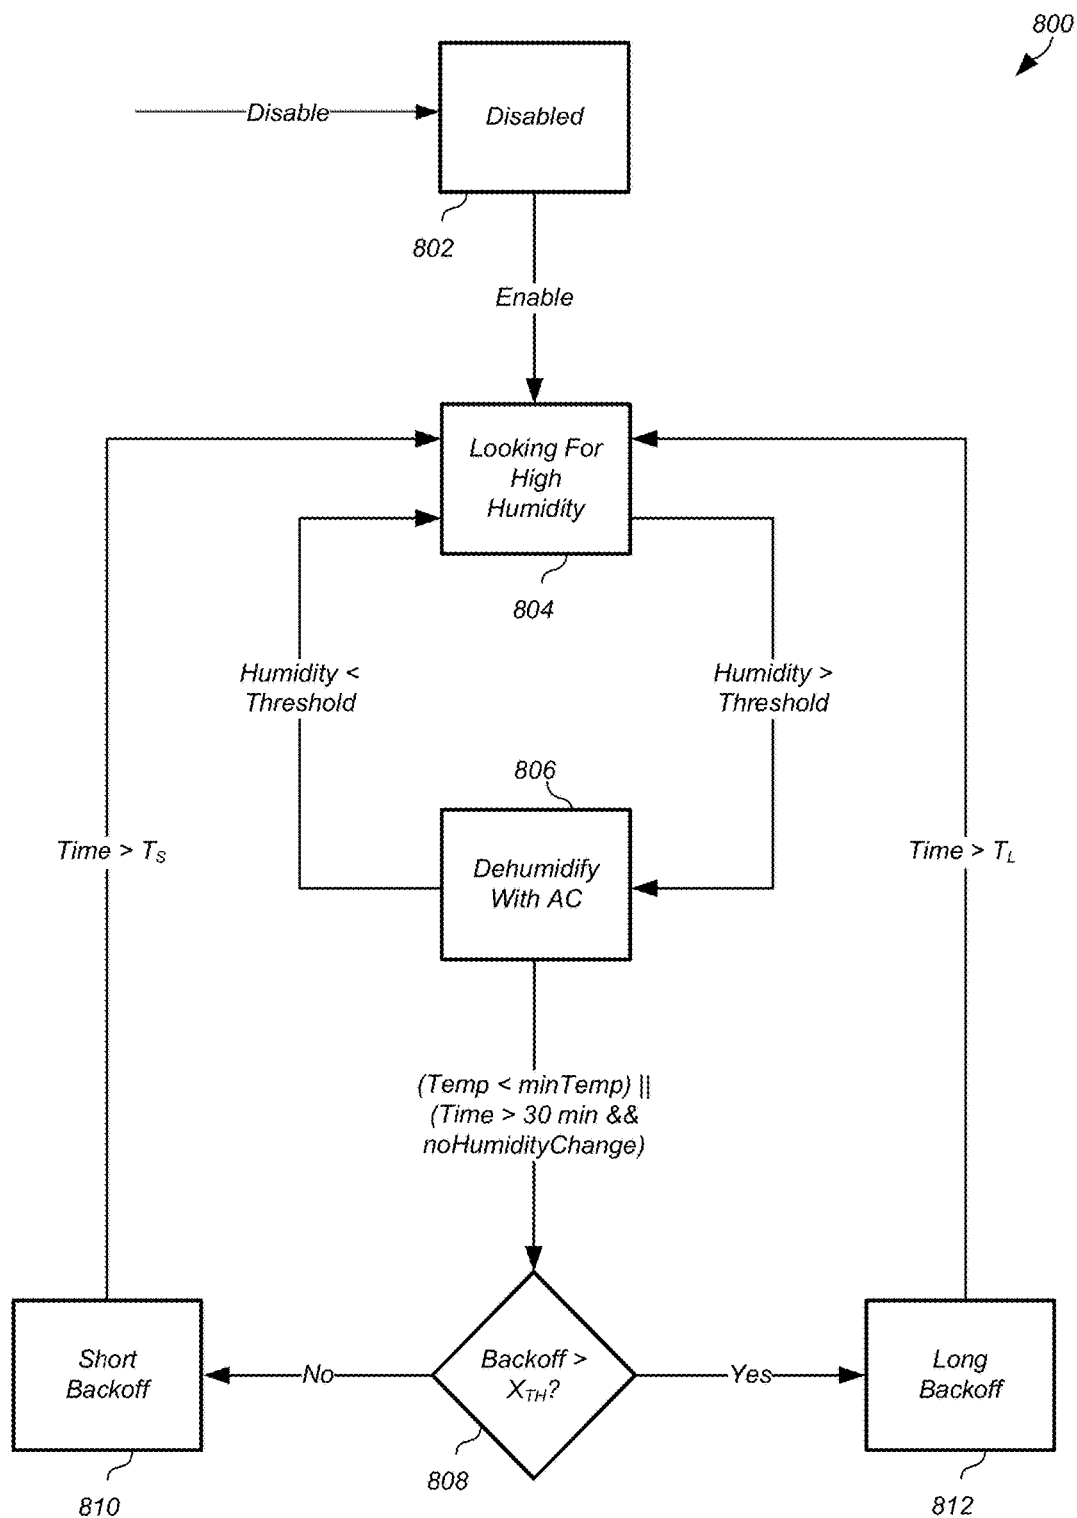 800
Disable
Disabled
802
Enable
Looking For
High
Humidity
804
Humidity <
Threshold
Humidity >
Threshold
806
Dehumidify
With AC
Time > TS
Time > TL
(Temp < minTemp) ||
(Time > 30 min &&
noHumidityChange)
Short
Backoff
No
Backoff >
XTH?
Yes
Long
Backoff
808
810
812